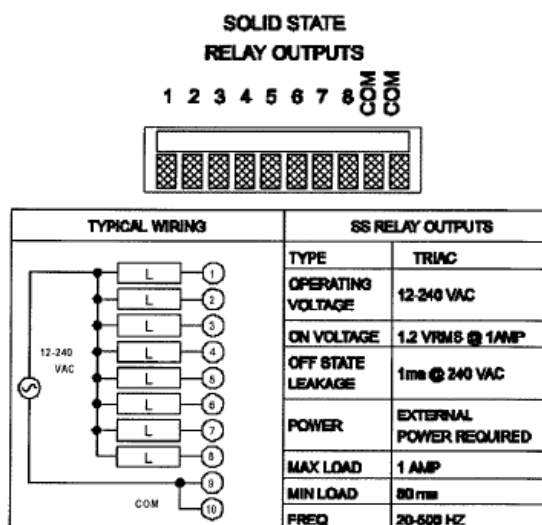 SOLID STATE
RELAY OUTPUTS
1 2 3 4 5 6 7 8 COM COM
TYPICAL WIRING
L 1
L 2
L 3
L 4
L 5
L 6
L 7
L 8
9
10
12-240
VAC
COM
SS RELAY OUTPUTS
TYPE TRIAC
OPERATING
VOLTAGE 12-240 VAC
ON VOLTAGE 1.2 VRMS @ 1AMP
OFF STATE
LEAKAGE 1ma @ 240 VAC
POWER EXTERNAL
POWER REQUIRED
MAX LOAD 1 AMP
MIN LOAD 80 ma
FREQ 20-500 HZ